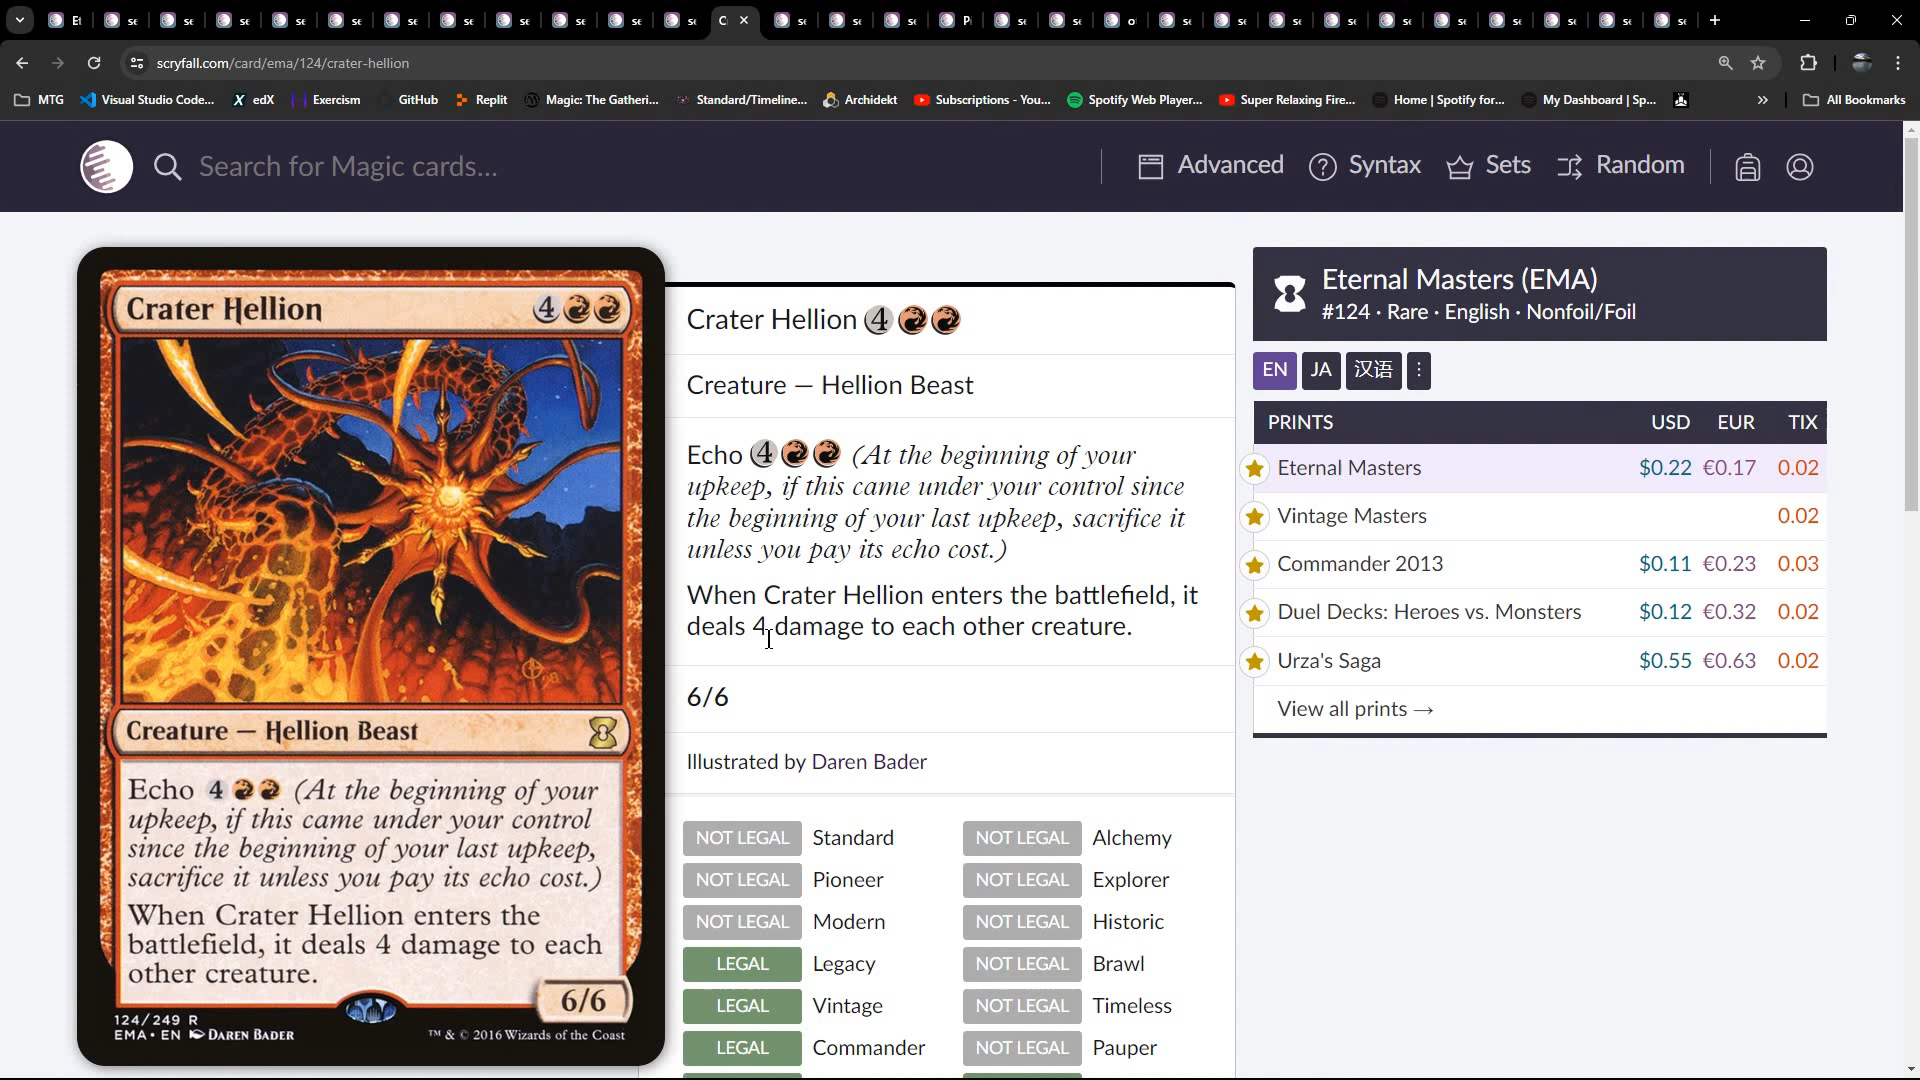 scryfall.com/card/ema/124/crater-hellion
MTG
Visual Studio Code...
edX
Exercism
GitHub
Replit
Magic: The Gatheri...
Standard/Timeline...
Archidekt
Subscriptions - You...
Spotify Web Player...
Super Relaxing Fire...
Home | Spotify for...
My Dashboard | Sp...
»
All Bookmarks
Search for Magic cards...
Advanced
Syntax
Sets
Random
Crater Hellion 4
Creature — Hellion Beast
Echo 4 (At the beginning of your
upkeep, if this came under your control
since the beginning of your last upkeep,
sacrifice it unless you pay its echo cost.)
When Crater Hellion enters the
battlefield, it deals 4 damage to each
other creature.
6/6
124/249 R
EMA • EN DAREN BADER
™ & © 2016 Wizards of the Coast
Crater Hellion 4
Creature — Hellion Beast
Echo 4 (At the beginning of your
upkeep, if this came under your control since
the beginning of your last upkeep, sacrifice it
unless you pay its echo cost.)
When Crater Hellion enters the battlefield, it
deals 4 damage to each other creature.
6/6
Illustrated by Daren Bader
NOT LEGAL Standard NOT LEGAL Alchemy
NOT LEGAL Pioneer NOT LEGAL Explorer
NOT LEGAL Modern NOT LEGAL Historic
LEGAL Legacy NOT LEGAL Brawl
LEGAL Vintage NOT LEGAL Timeless
LEGAL Commander NOT LEGAL Pauper
Eternal Masters (EMA)
#124 · Rare · English · Nonfoil/Foil
EN JA 汉语
PRINTS USD EUR TIX
Eternal Masters $0.22 €0.17 0.02
Vintage Masters 0.02
Commander 2013 $0.11 €0.23 0.03
Duel Decks: Heroes vs. Monsters $0.12 €0.32 0.02
Urza's Saga $0.55 €0.63 0.02
View all prints →